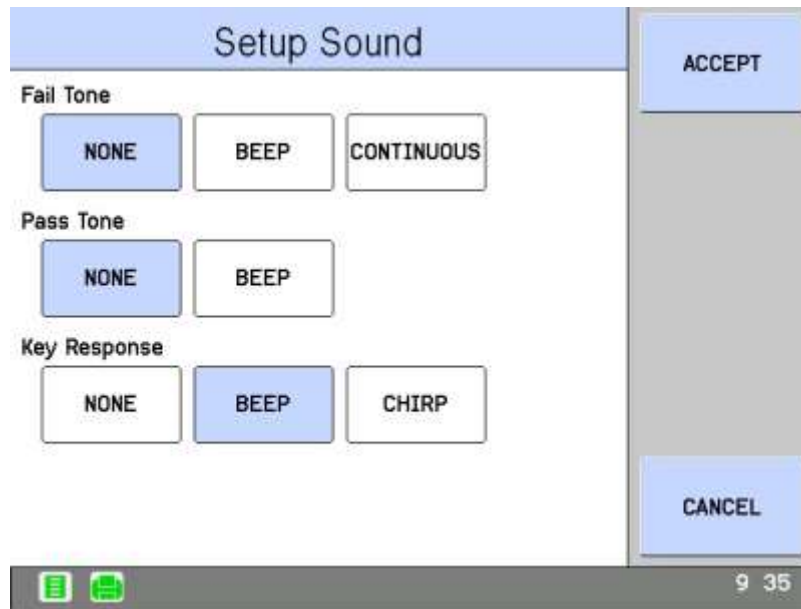 Setup Sound
ACCEPT
Fail Tone
NONE BEEP CONTINUOUS
Pass Tone
NONE BEEP
Key Response
NONE BEEP CHIRP
CANCEL
9 35